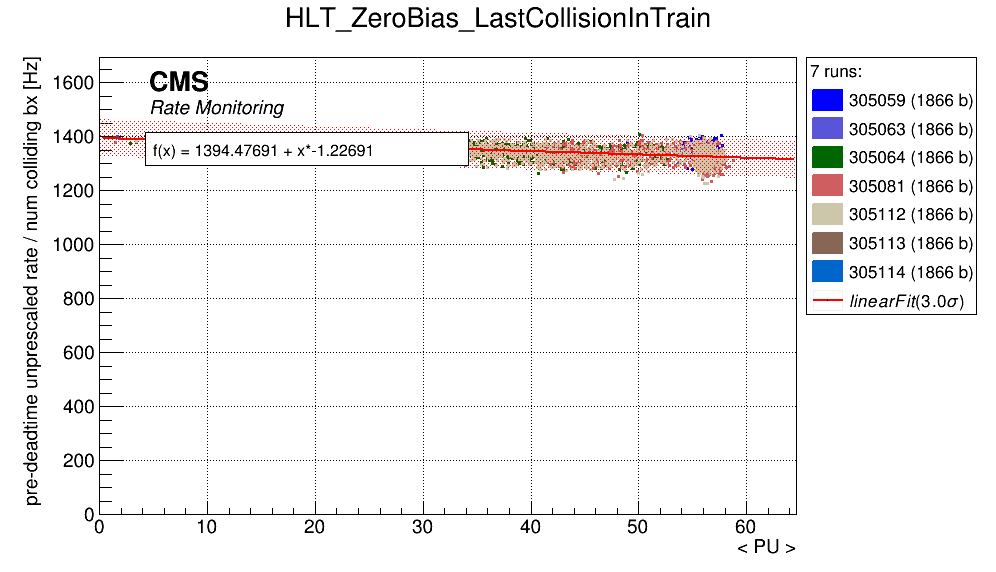 HLT_ZeroBias_LastCollisionInTrain
pre-deadtime unprescaled rate / num colliding bx [Hz]
1600
1400
1200
1000
800
600
400
200
0
CMS
Rate Monitoring
f(x) = 1394.47691 + x*-1.22691
0 10 20 30 40 50 60
< PU >
7 runs:
305059 (1866 b)
305063 (1866 b)
305064 (1866 b)
305081 (1866 b)
305112 (1866 b)
305113 (1866 b)
305114 (1866 b)
linearFit(3.0σ)